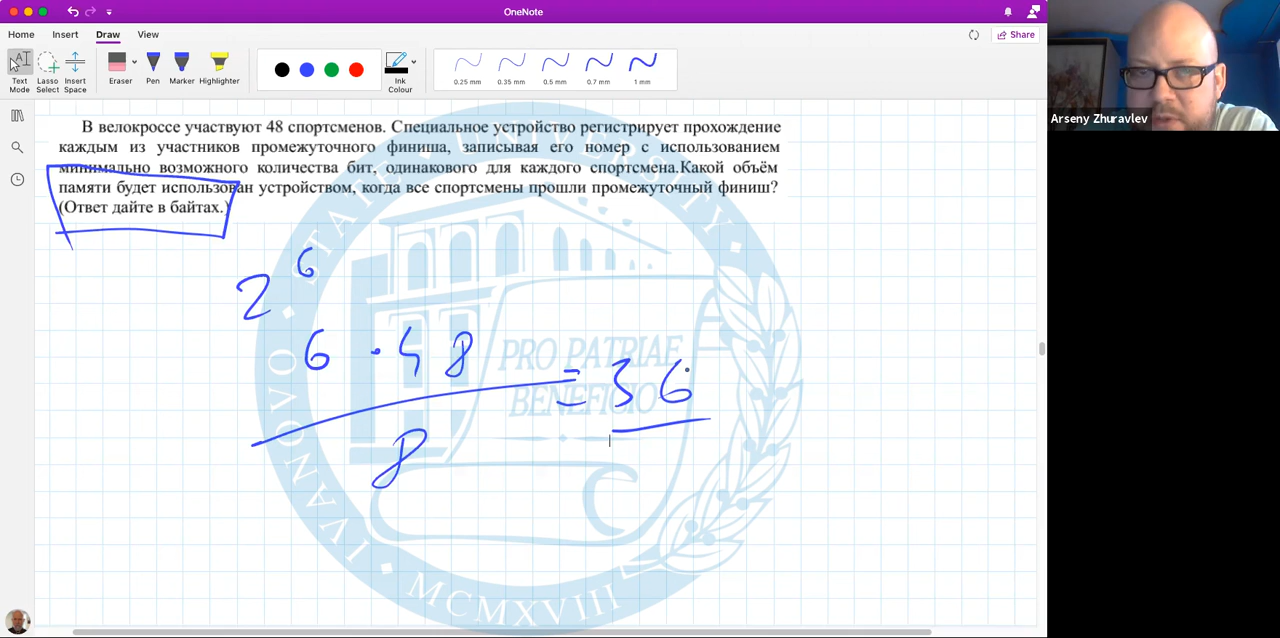 OneNote
Home Insert Draw View
Share
Text Mode
Lasso Select
Insert Space
Eraser
Pen
Marker
Highlighter
Ink Colour
0.25 mm
0.35 mm
0.5 mm
0.7 mm
1 mm
Arseny Zhuravlev
В велокроссе участвуют 48 спортсменов. Специальное устройство регистрирует прохождение
каждым из участников промежуточного финиша, записывая его номер с использованием
минимально возможного количества бит, одинакового для каждого спортсмена.Какой объём
памяти будет использован устройством, когда все спортсмены прошли промежуточный финиш?
(Ответ дайте в байтах.)
2^6
6 · 48
= 36
8
IVANOVO • STATE UNIVERSITY •
PRO PATRIAE
BENEFICIO
MCMXVIII